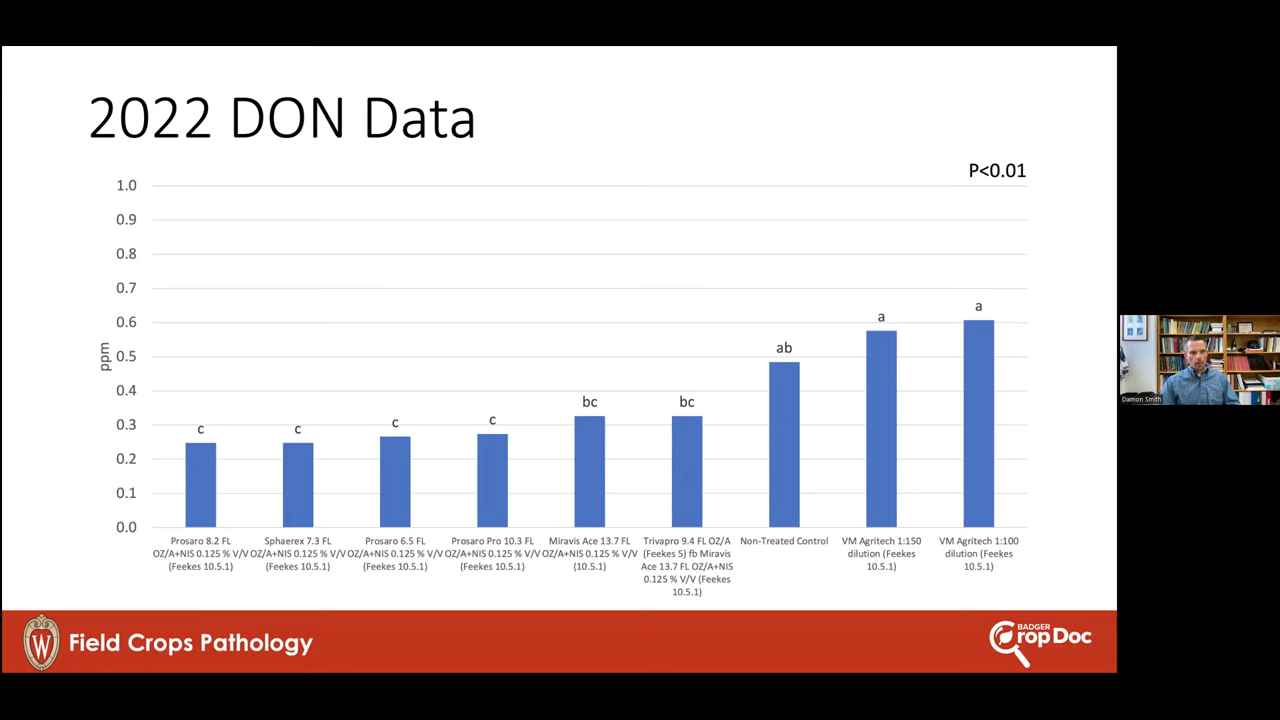 2022 DON Data
P<0.01
1.0
0.9
0.8
0.7
0.6
0.5
0.4
0.3
0.2
0.1
0.0
ppm
c
c
c
c
bc
bc
ab
a
a
Prosaro 8.2 FL
OZ/A+NIS 0.125 % V/V
(Feekes 10.5.1)
Sphaerex 7.3 FL
OZ/A+NIS 0.125 % V/V
(Feekes 10.5.1)
Prosaro 6.5 FL
OZ/A+NIS 0.125 % V/V
(Feekes 10.5.1)
Prosaro Pro 10.3 FL
OZ/A+NIS 0.125 % V/V
(Feekes 10.5.1)
Miravis Ace 13.7 FL
OZ/A+NIS 0.125 % V/V
(10.5.1)
Trivapro 9.4 FL OZ/A
(Feekes 5) fb Miravis
Ace 13.7 FL OZ/A+NIS
0.125 % V/V (Feekes
10.5.1)
Non-Treated Control
VM Agritech 1:150
dilution (Feekes
10.5.1)
VM Agritech 1:100
dilution (Feekes
10.5.1)
W
Field Crops Pathology
BADGER
CropDoc
Damon Smith